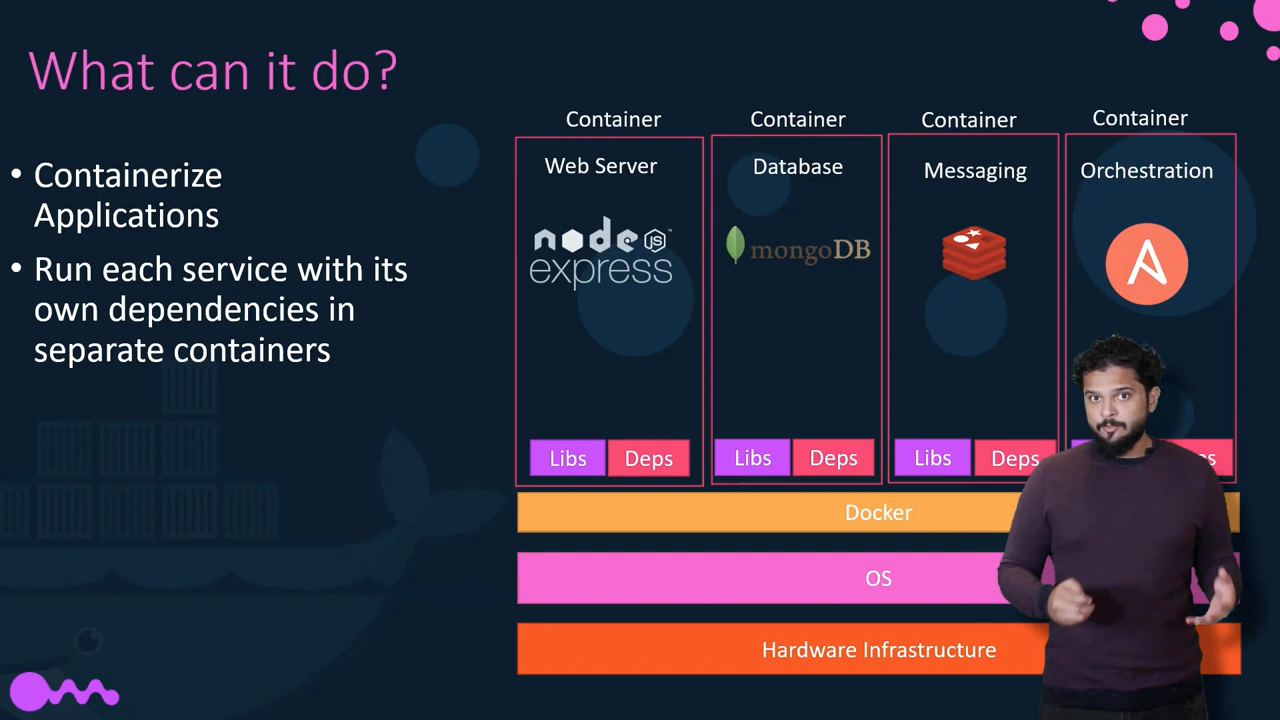 What can it do?
• Containerize
Applications
• Run each service with its
own dependencies in
separate containers
Container
Container
Container
Container
Web Server
Database
Messaging
Orchestration
node JS
express
mongoDB
Libs
Deps
Libs
Deps
Libs
Deps
Docker
OS
Hardware Infrastructure